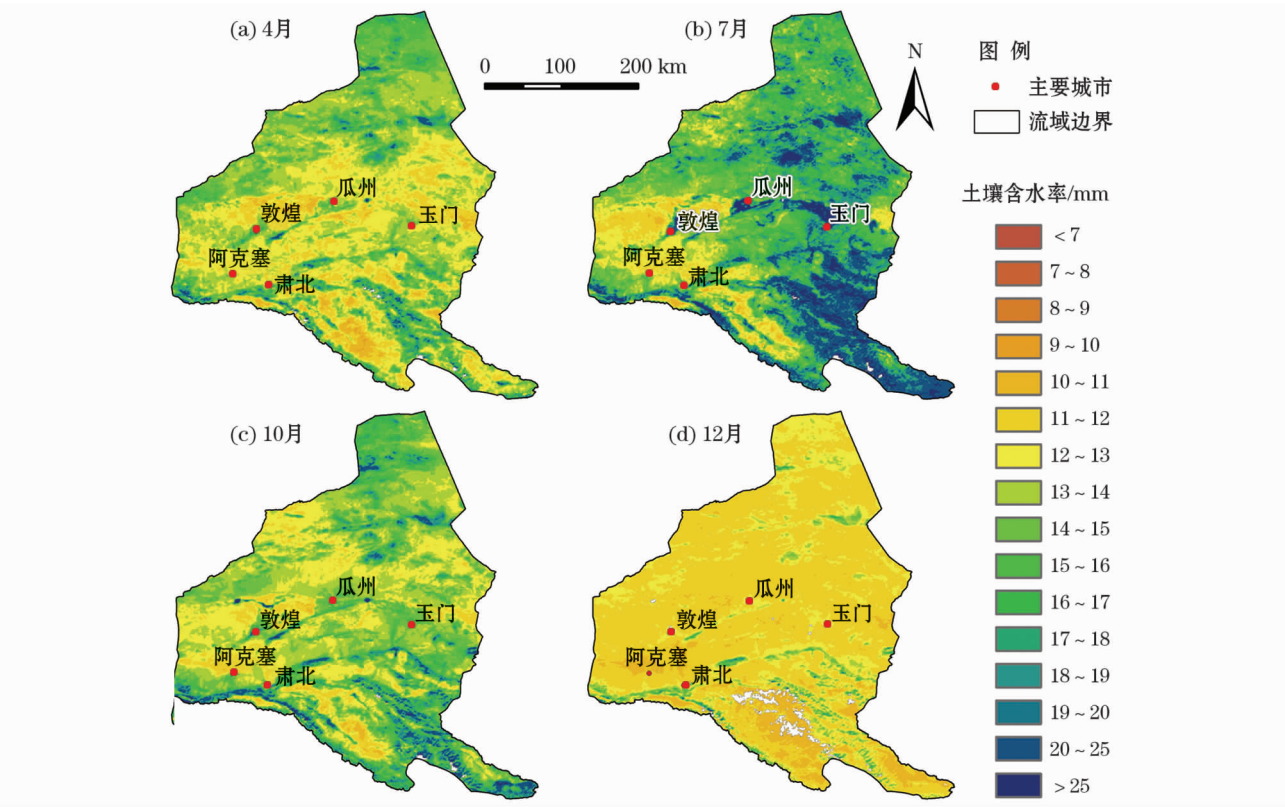 (a) 4月
瓜州
敦煌
玉门
阿克塞
肃北
0 100 200 km
(b) 7月
瓜州
敦煌
玉门
阿克塞
肃北
N
(c) 10月
瓜州
敦煌
玉门
阿克塞
肃北
(d) 12月
瓜州
敦煌
玉门
阿克塞
肃北
图 例
主要城市
流域边界
土壤含水率/mm
<7
7~8
8~9
9~10
10~11
11~12
12~13
13~14
14~15
15~16
16~17
17~18
18~19
19~20
20~25
>25